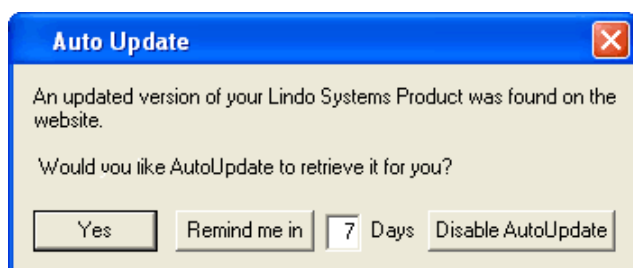 Auto Update
An updated version of your Lindo Systems Product was found on the
website.
Would you like AutoUpdate to retrieve it for you?
Yes Remind me in 7 Days Disable AutoUpdate